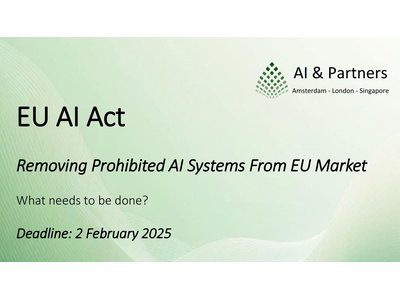 AI & Partners
Amsterdam - London - Singapore
EU AI Act
Removing Prohibited AI Systems From EU Market
What needs to be done?
Deadline: 2 February 2025